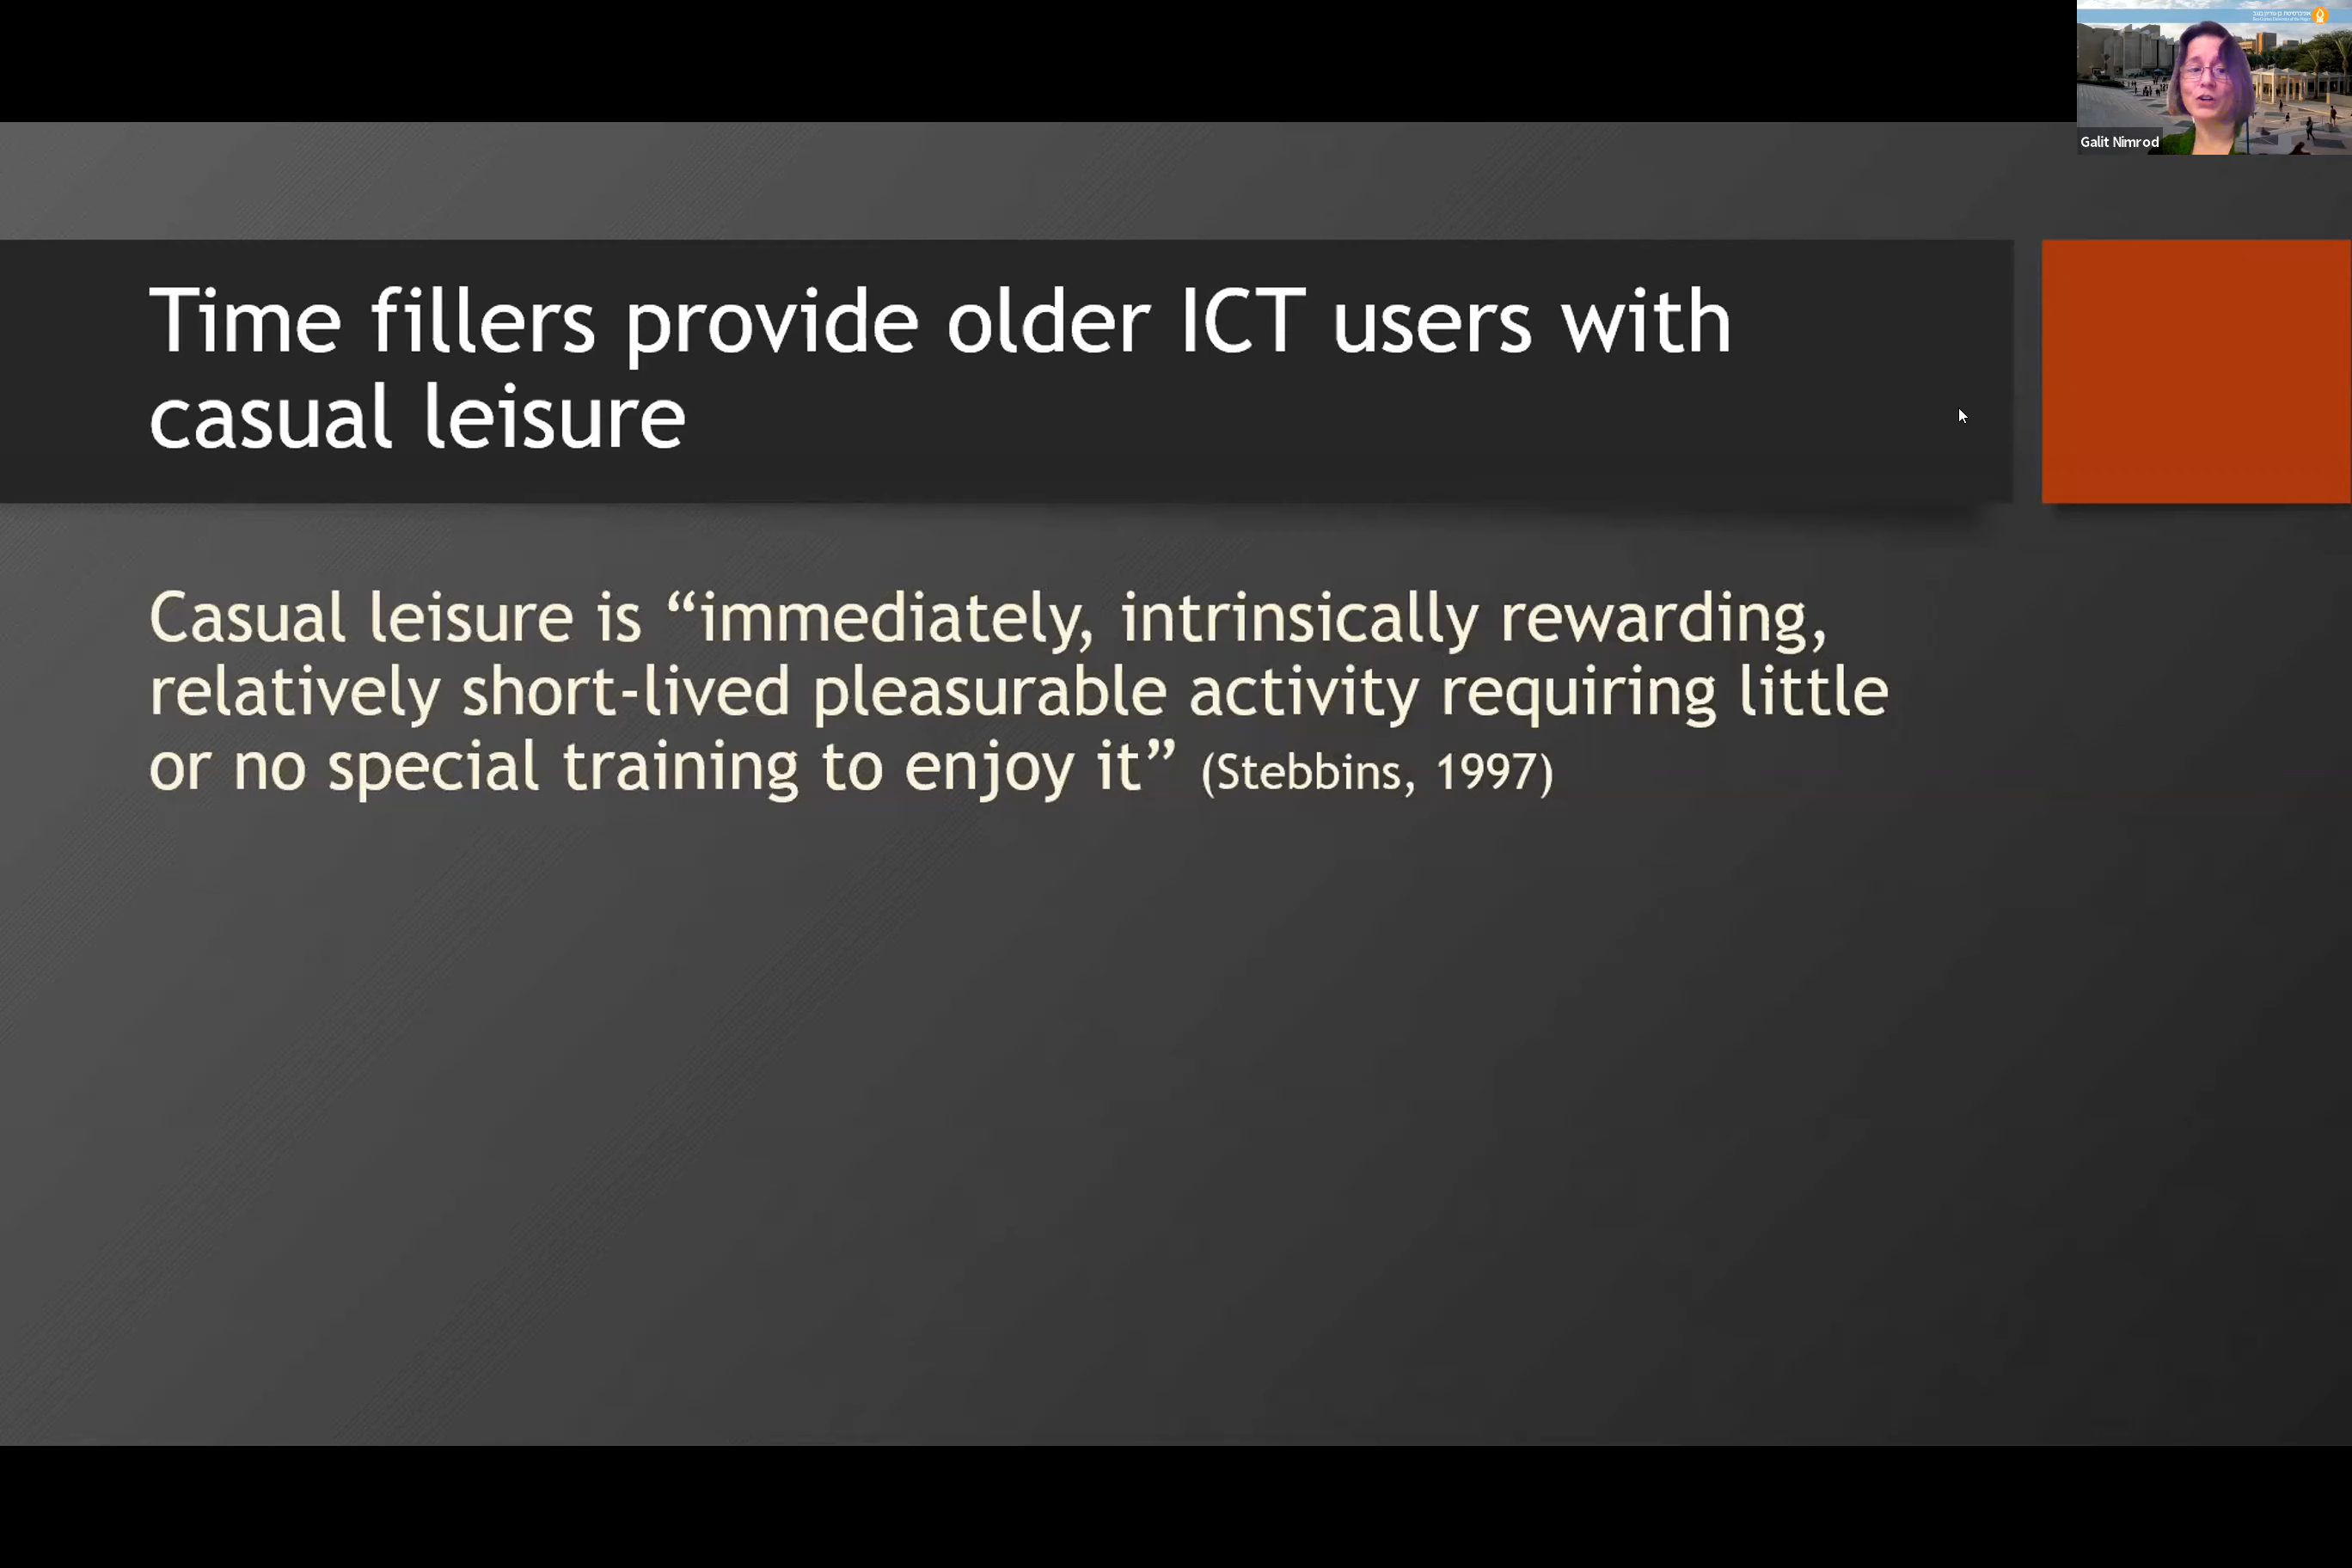 Galit Nimrod
Time fillers provide older ICT users with
casual leisure
Casual leisure is “immediately, intrinsically rewarding,
relatively short-lived pleasurable activity requiring little
or no special training to enjoy it” (Stebbins, 1997)